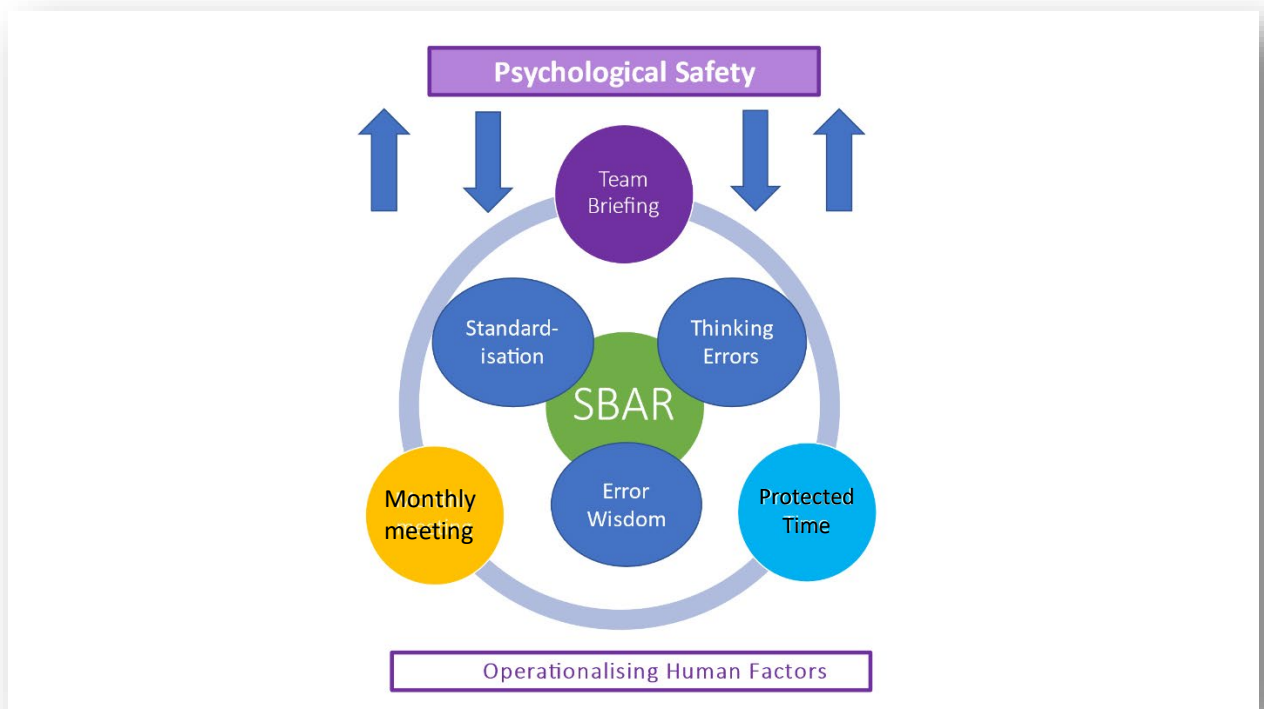 Psychological Safety
Team
Briefing
Standard-
isation
Thinking
Errors
SBAR
Monthly
meeting
Error
Wisdom
Protected
Time
Operationalising Human Factors